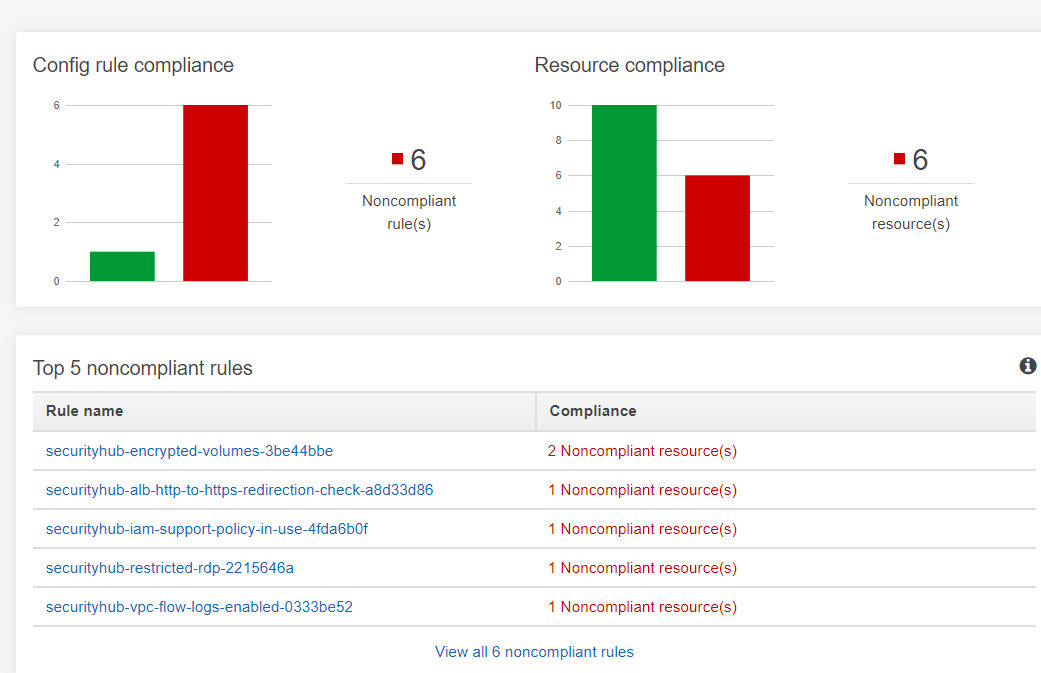 Config rule compliance
Resource compliance
6
4
2
0
6
Noncompliant
rule(s)
10
8
6
4
2
0
6
Noncompliant
resource(s)
Top 5 noncompliant rules
Rule name Compliance
securityhub-encrypted-volumes-3be44bbe 2 Noncompliant resource(s)
securityhub-alb-http-to-https-redirection-check-a8d33d86 1 Noncompliant resource(s)
securityhub-iam-support-policy-in-use-4fda6b0f 1 Noncompliant resource(s)
securityhub-restricted-rdp-2215646a 1 Noncompliant resource(s)
securityhub-vpc-flow-logs-enabled-0333be52 1 Noncompliant resource(s)
View all 6 noncompliant rules